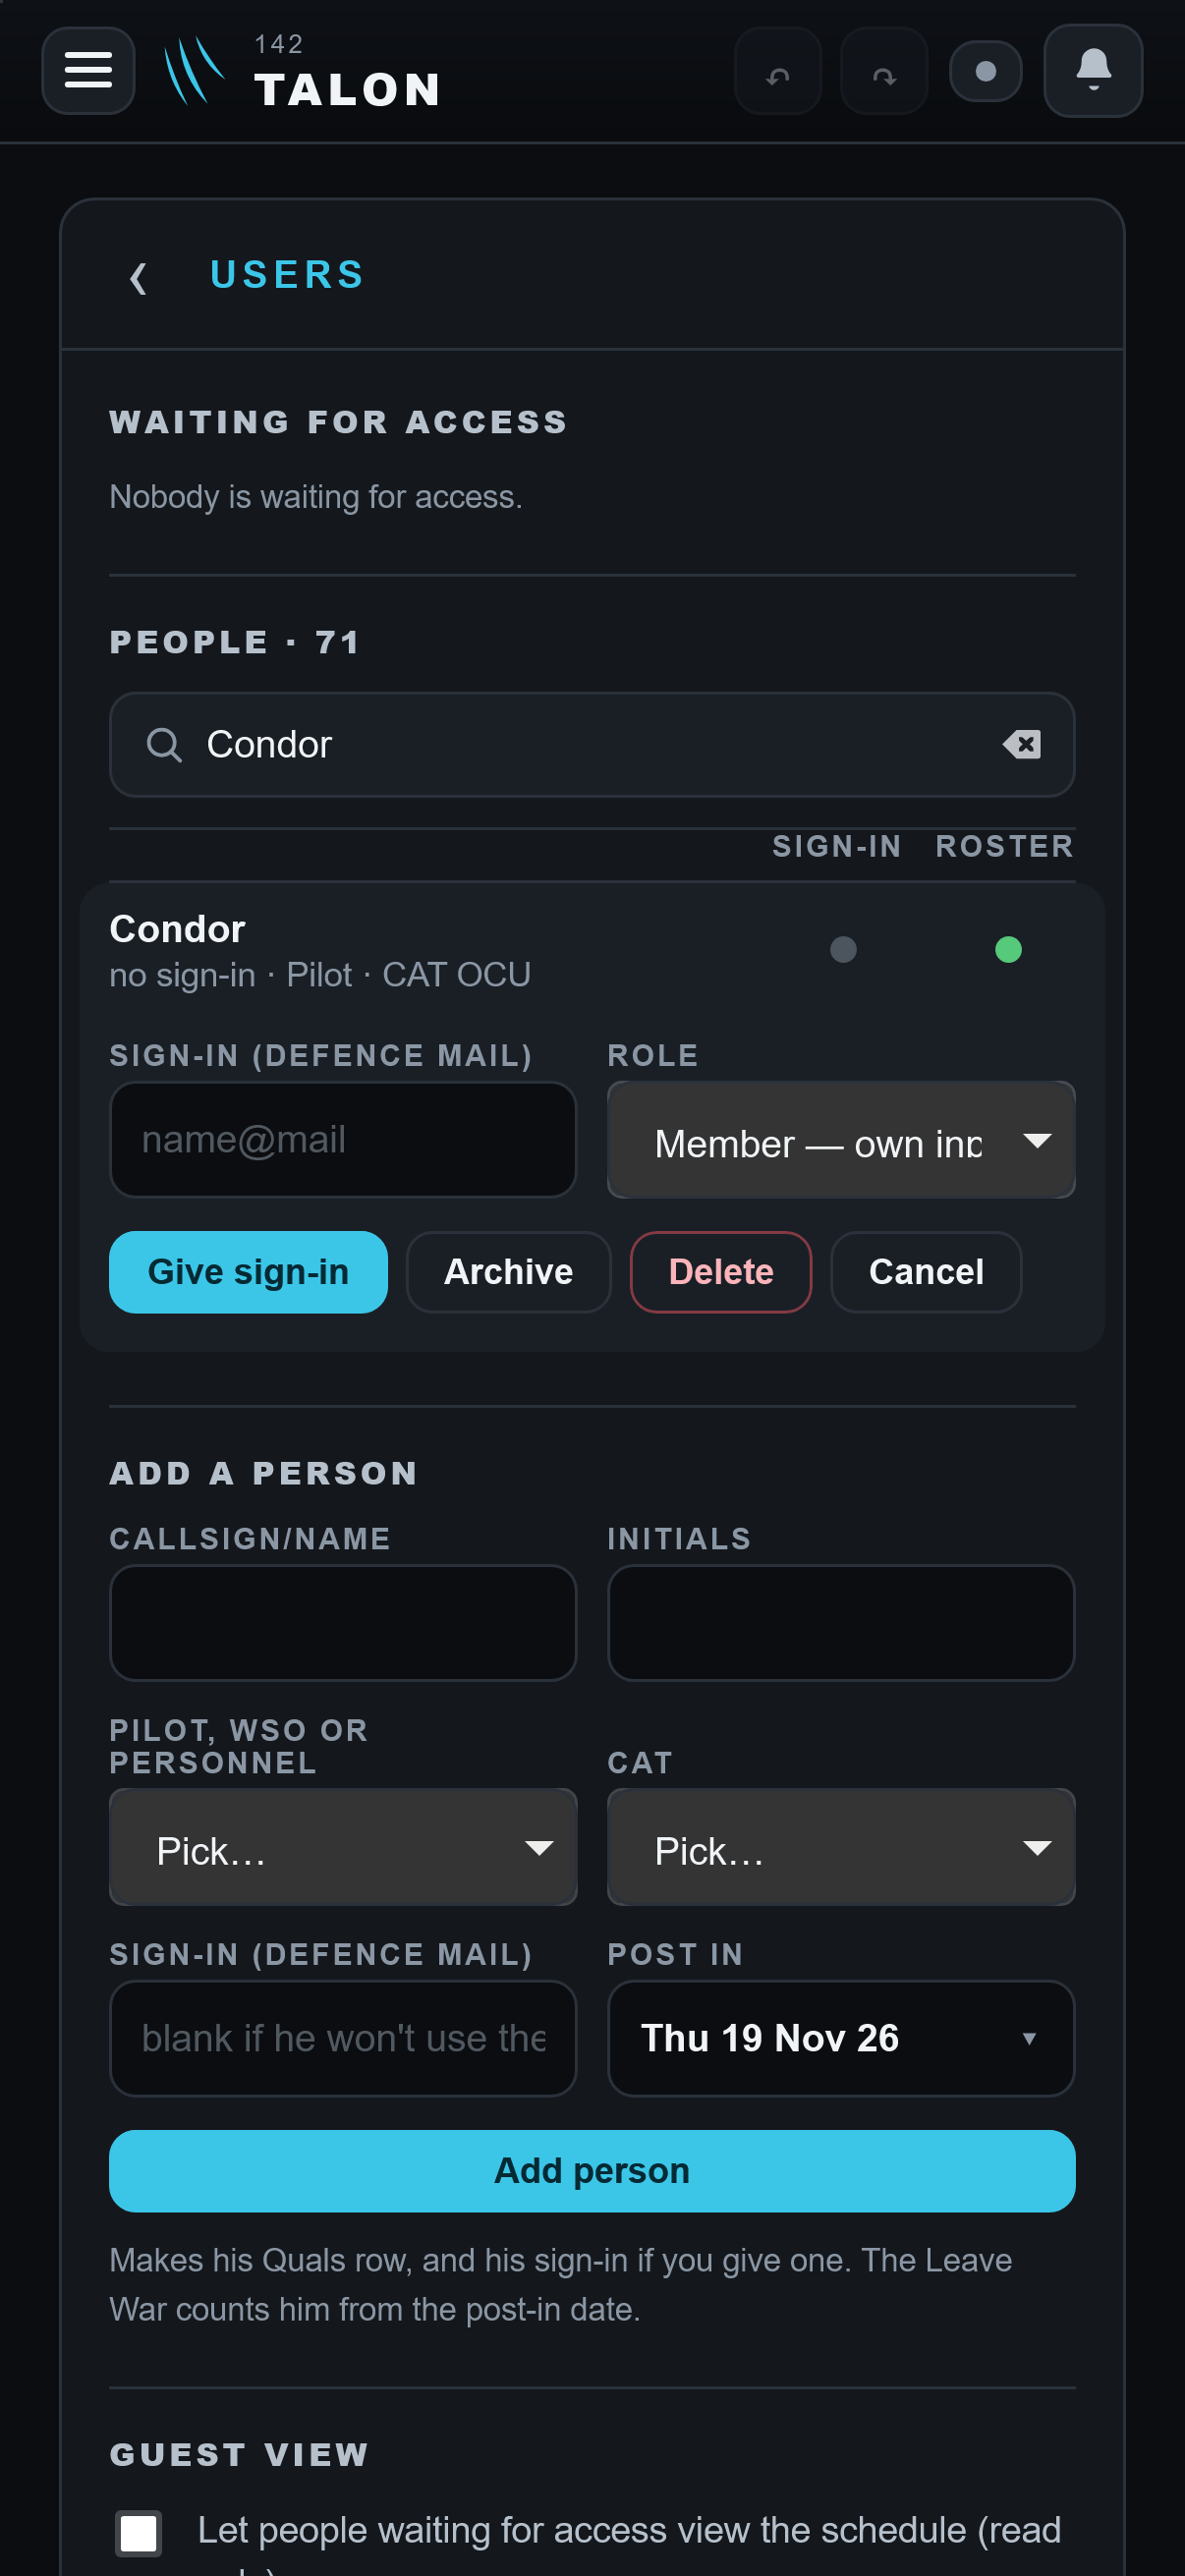 142
TALON
USERS
WAITING FOR ACCESS
Nobody is waiting for access.
PEOPLE · 71
Condor
SIGN-IN ROSTER
Condor
no sign-in · Pilot · CAT OCU
SIGN-IN (DEFENCE MAIL) ROLE
name@mail Member — own inp
Give sign-in Archive Delete Cancel
ADD A PERSON
CALLSIGN/NAME INITIALS
PILOT, WSO OR
PERSONNEL CAT
Pick… Pick…
SIGN-IN (DEFENCE MAIL) POST IN
blank if he won't use the Thu 19 Nov 26
Add person
Makes his Quals row, and his sign-in if you give one. The Leave
War counts him from the post-in date.
GUEST VIEW
Let people waiting for access view the schedule (read